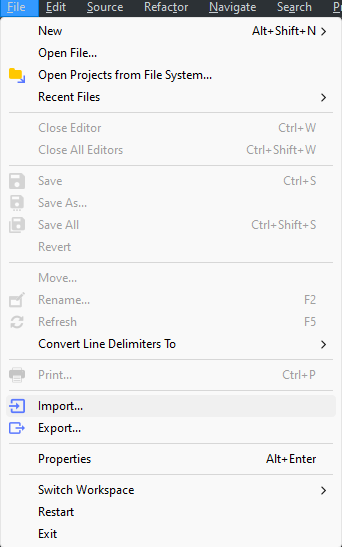 File Edit Source Refactor Navigate Search
New Alt+Shift+N
Open File...
Open Projects from File System...
Recent Files
Close Editor Ctrl+W
Close All Editors Ctrl+Shift+W
Save Ctrl+S
Save As...
Save All Ctrl+Shift+S
Revert
Move...
Rename... F2
Refresh F5
Convert Line Delimiters To
Print... Ctrl+P
Import...
Export...
Properties Alt+Enter
Switch Workspace
Restart
Exit